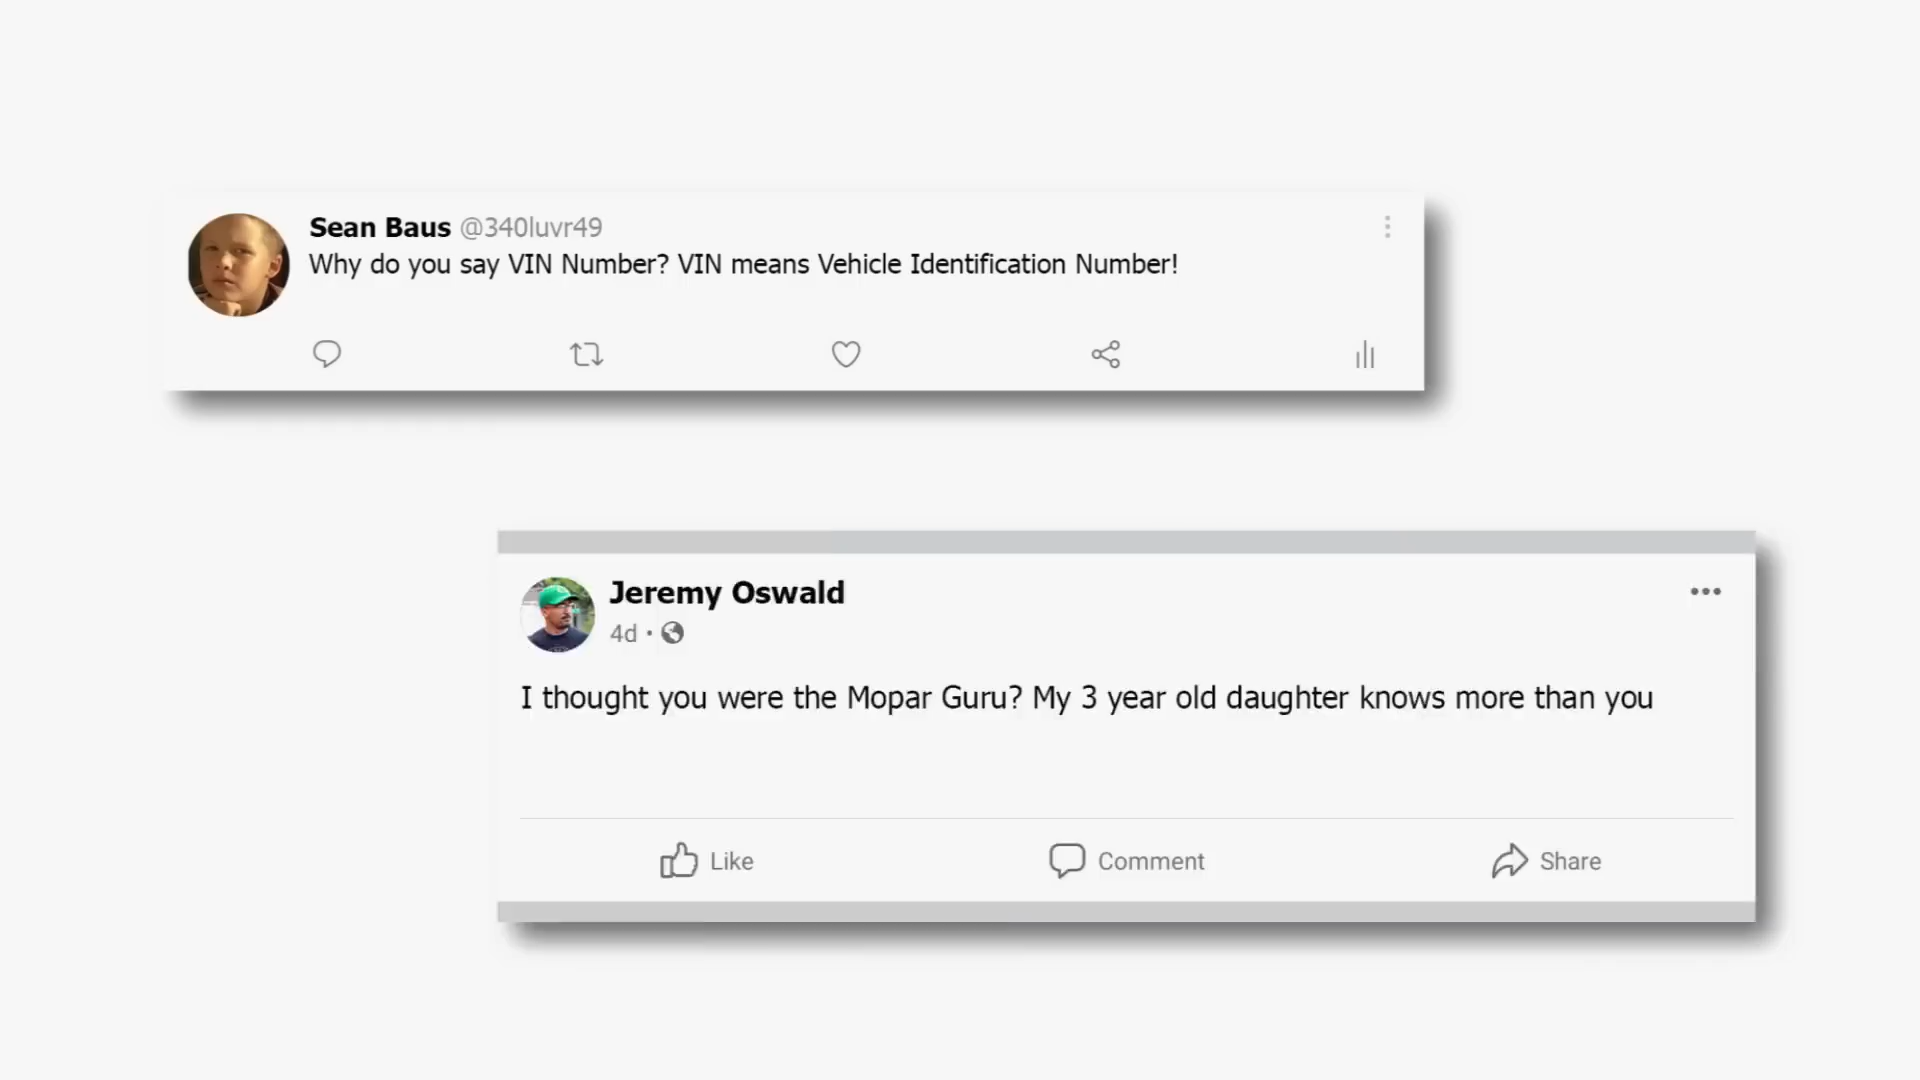 Sean Baus @340luvr49
Why do you say VIN Number? VIN means Vehicle Identification Number!
Jeremy Oswald
4d •
I thought you were the Mopar Guru? My 3 year old daughter knows more than you
Like Comment Share